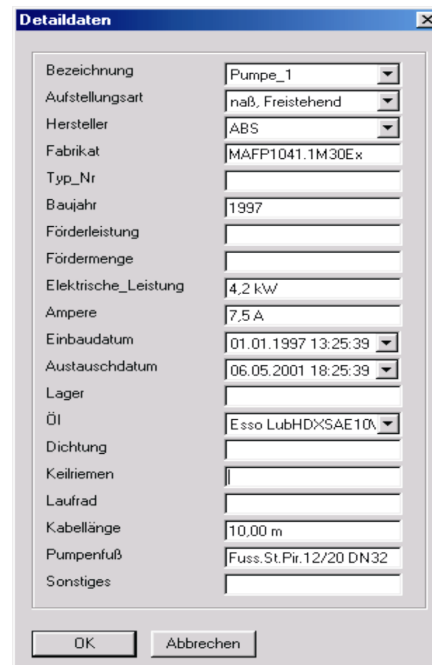 Detaildaten
Bezeichnung Pumpe_1
Aufstellungsart naß, Freistehend
Hersteller ABS
Fabrikat MAFP1041.1M30Ex
Typ_Nr
Baujahr 1997
Förderleistung
Fördermenge
Elektrische_Leistung 4,2 kW
Ampere 7,5 A
Einbaudatum 01.01.1997 13:25:39
Austauschdatum 06.05.2001 18:25:39
Lager
Öl Esso LubHDXSAE10\
Dichtung
Keilriemen
Laufrad
Kabellänge 10,00 m
Pumpenfuß Fuss.St.Pir.12/20 DN32
Sonstiges
OK Abbrechen